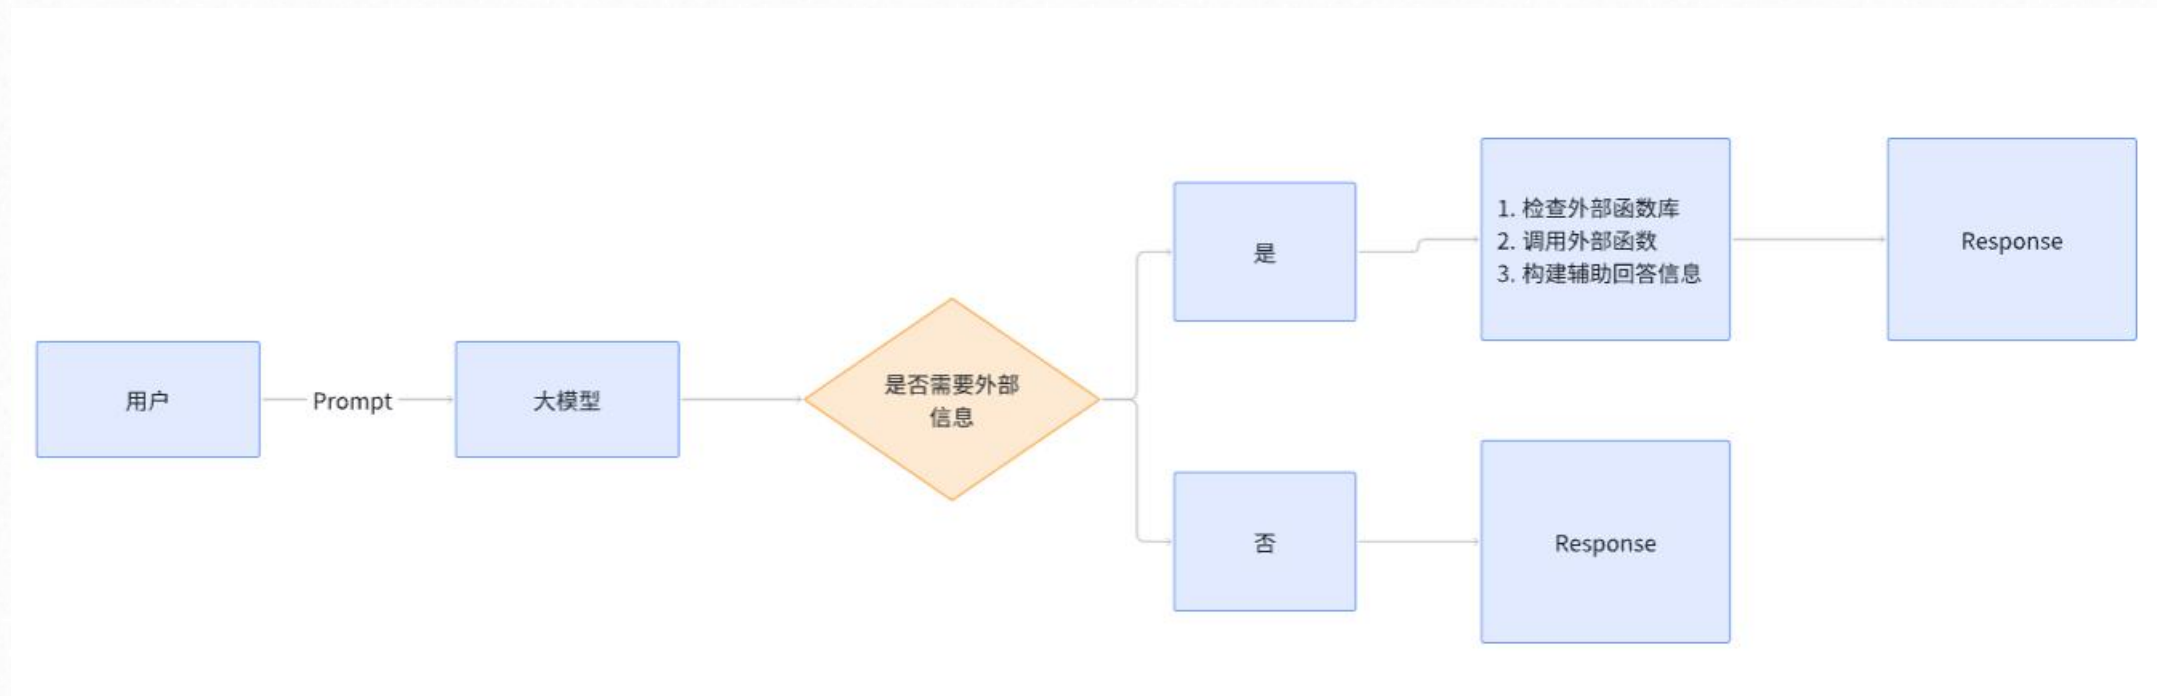 用户
Prompt
大模型
是否需要外部
信息
是
1. 检查外部函数库
2. 调用外部函数
3. 构建辅助回答信息
Response
否
Response